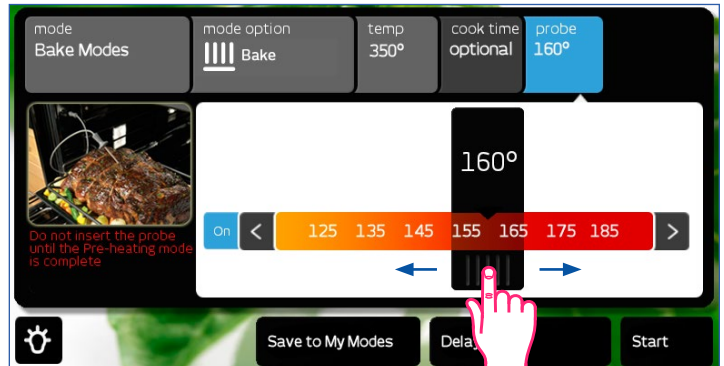 mode
Bake Modes
mode option
Bake
temp
350°
cook time
optional
probe
160°
160°
Do not insert the probe
until the Pre-heating mode
is complete
On < 125 135 145 155 165 175 185 >
Save to My Modes
Start